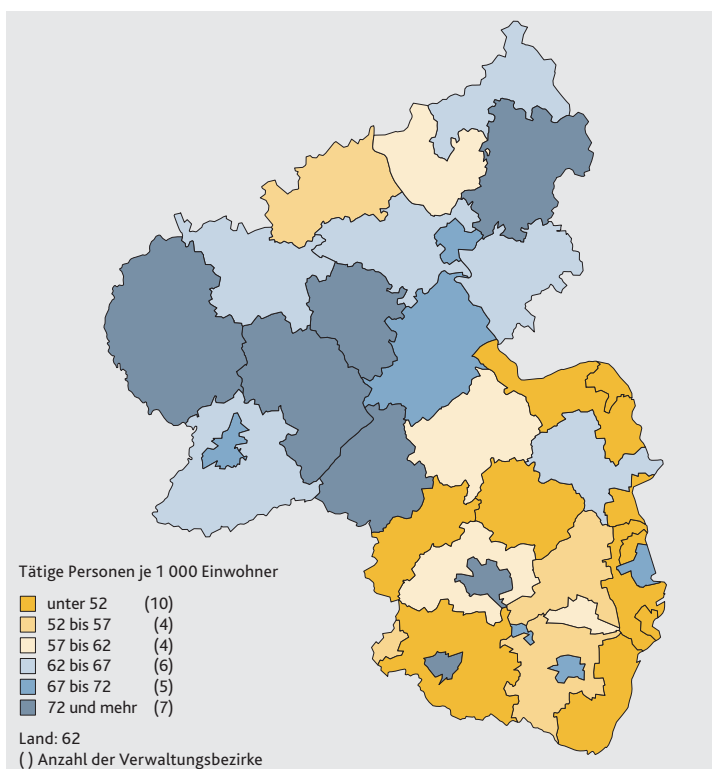 Tätige Personen je 1 000 Einwohner
unter 52 (10)
52 bis 57 (4)
57 bis 62 (4)
62 bis 67 (6)
67 bis 72 (5)
72 und mehr (7)
Land: 62
( ) Anzahl der Verwaltungsbezirke